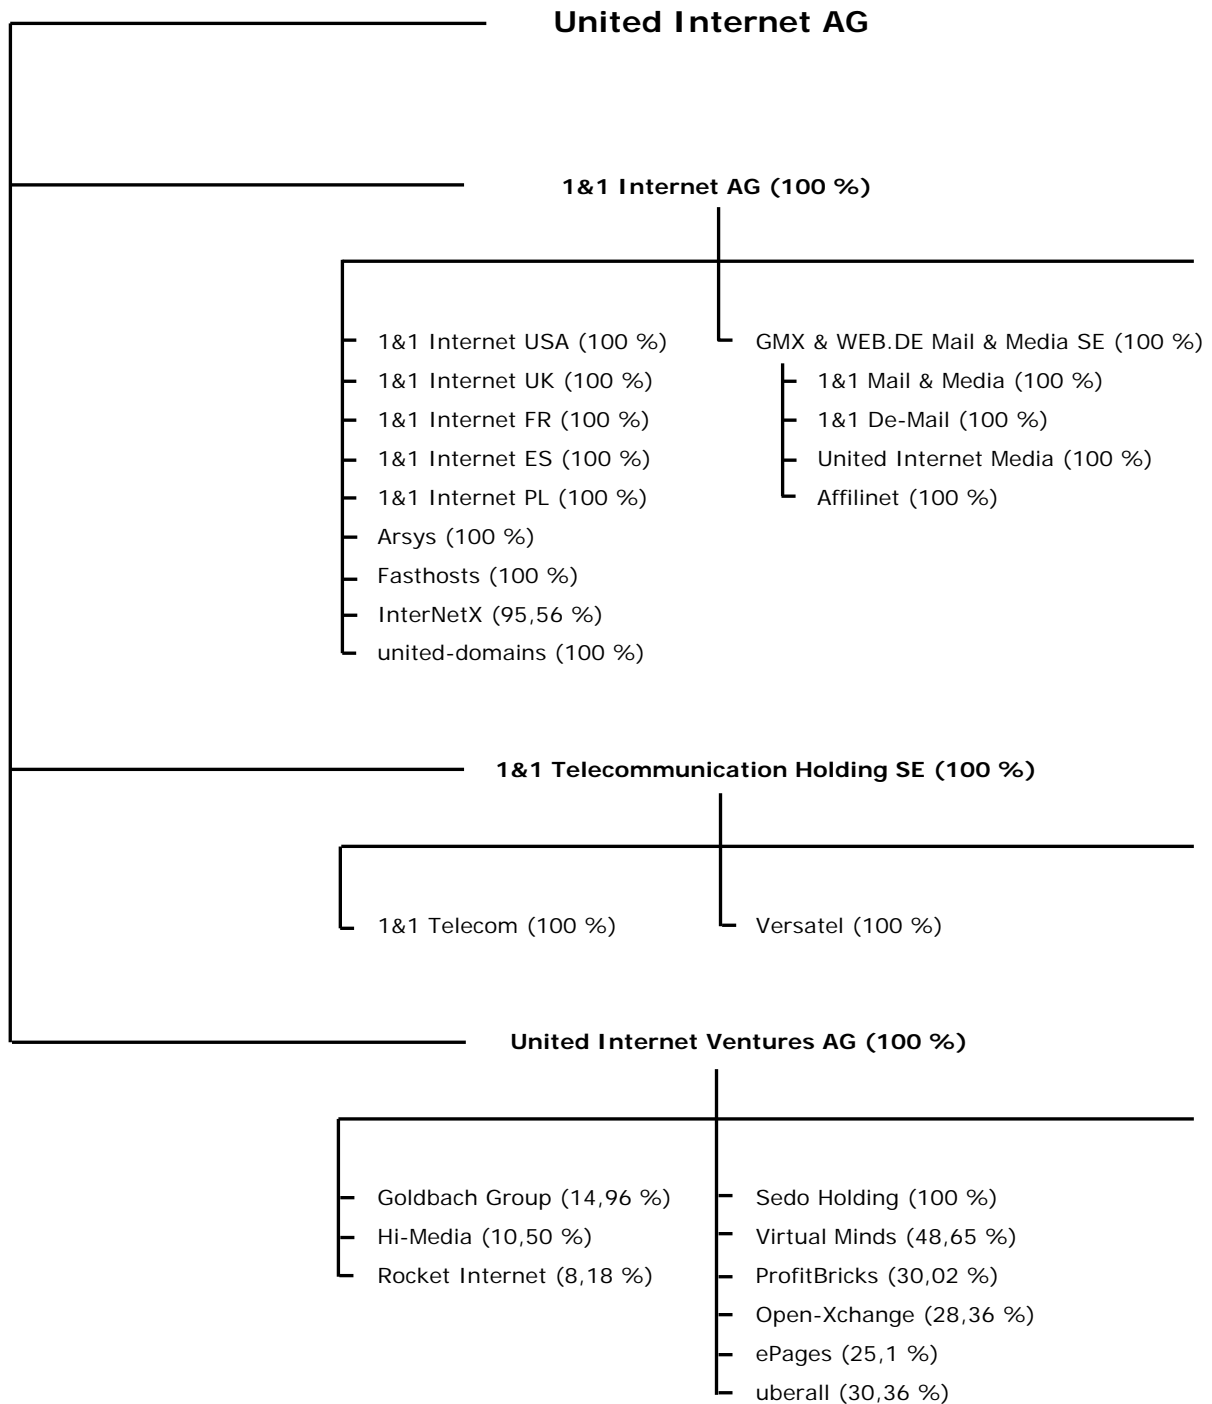 United Internet AG
1&1 Internet AG (100 %)
1&1 Internet USA (100 %)
1&1 Internet UK (100 %)
1&1 Internet FR (100 %)
1&1 Internet ES (100 %)
1&1 Internet PL (100 %)
Arsys (100 %)
Fasthosts (100 %)
InterNetX (95,56 %)
united-domains (100 %)
GMX & WEB.DE Mail & Media SE (100 %)
1&1 Mail & Media (100 %)
1&1 De-Mail (100 %)
United Internet Media (100 %)
Affilinet (100 %)
1&1 Telecommunication Holding SE (100 %)
1&1 Telecom (100 %)
Versatel (100 %)
United Internet Ventures AG (100 %)
Goldbach Group (14,96 %)
Hi-Media (10,50 %)
Rocket Internet (8,18 %)
Sedo Holding (100 %)
Virtual Minds (48,65 %)
ProfitBricks (30,02 %)
Open-Xchange (28,36 %)
ePages (25,1 %)
uberall (30,36 %)